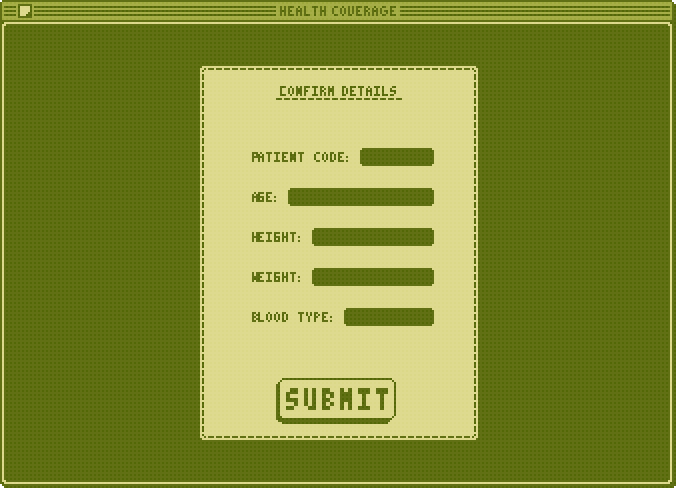 HEALTH COVERAGE
CONFIRM DETAILS
PATIENT CODE:
AGE:
HEIGHT:
WEIGHT:
BLOOD TYPE:
SUBMIT